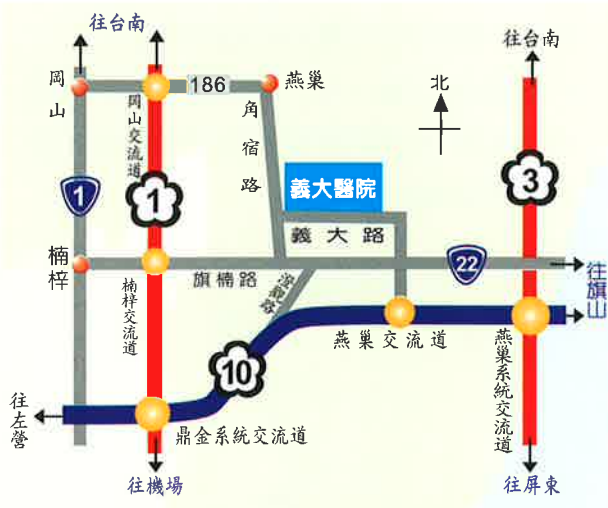 往台南
往台南
岡山
186
燕巢
北
岡山交流道
角宿路
1
1
3
義大醫院
義大路
楠梓
旗楠路
澄觀路
22
往旗山
楠梓交流道
燕巢交流道
燕巢系統交流道
10
往左營
鼎金系統交流道
往機場
往屏東